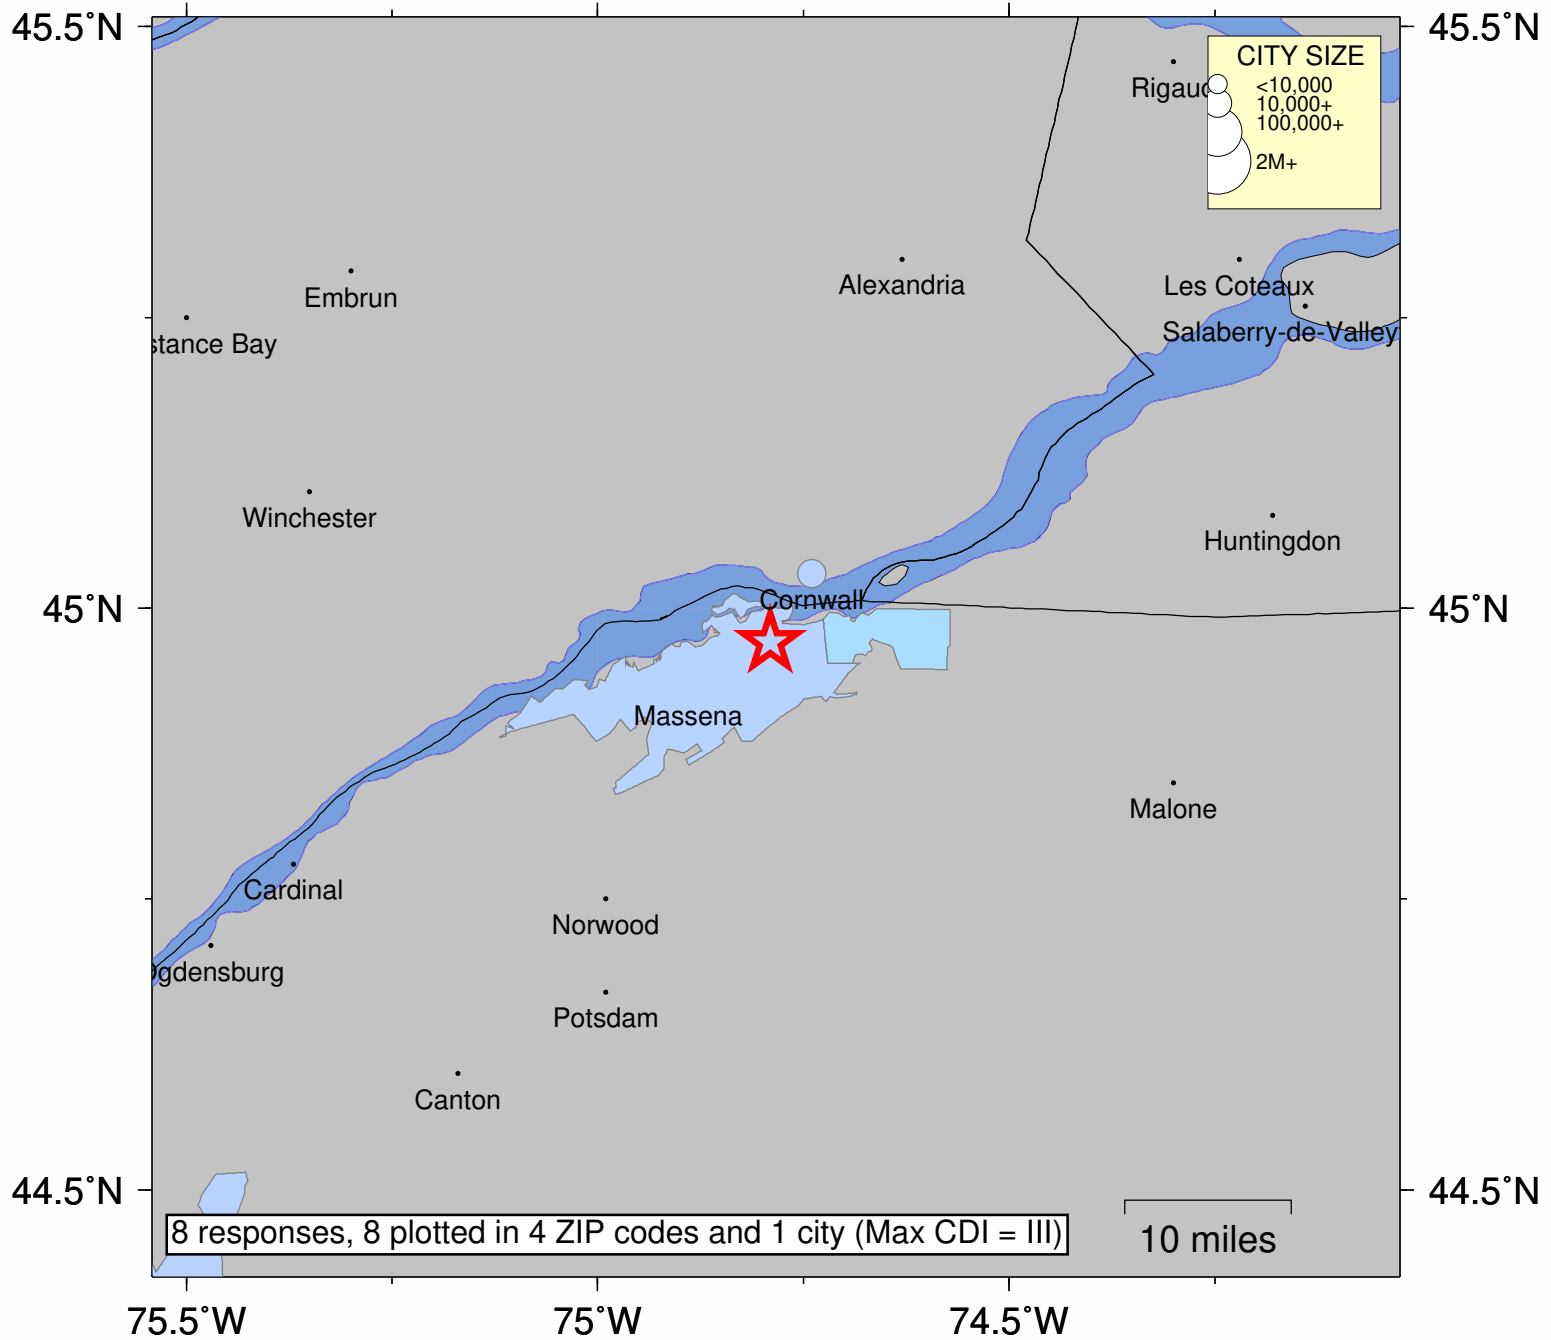 45.5°N
45.5°N
CITY SIZE
<10,000
10,000+
100,000+
2M+
Rigaud
Embrun
Alexandria
Les Coteaux
stance Bay
Salaberry-de-Valley
Winchester
Huntingdon
45°N
Cornwall
45°N
Massena
Malone
Cardinal
Norwood
Ogdensburg
Potsdam
Canton
44.5°N
44.5°N
8 responses, 8 plotted in 4 ZIP codes and 1 city (Max CDI = III)
10 miles
75.5°W
75°W
74.5°W